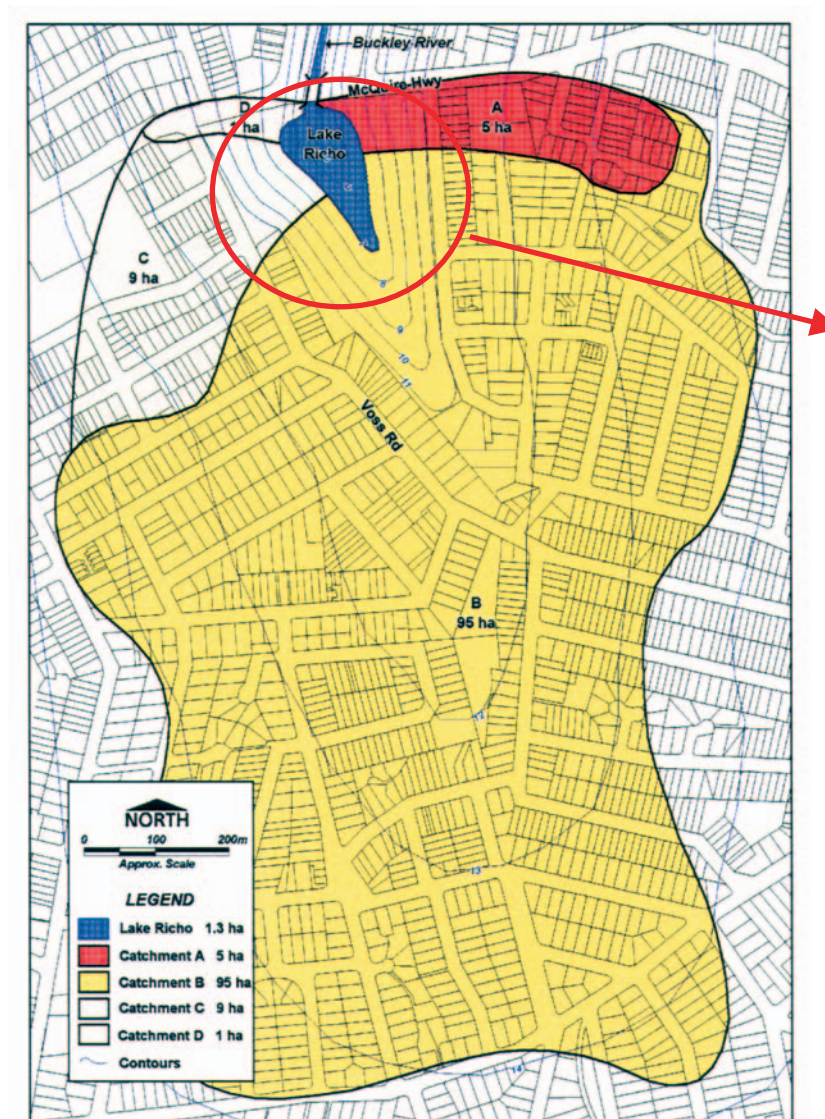 Buckley River
McQuire Hwy
D
1 ha
A
5 ha
Lake
Richo
C
9 ha
8
9
10
11
Voss Rd
B
95 ha
12
13
14
NORTH
0 100 200m
Approx. Scale
LEGEND
Lake Richo 1.3 ha
Catchment A 5 ha
Catchment B 95 ha
Catchment C 9 ha
Catchment D 1 ha
Contours